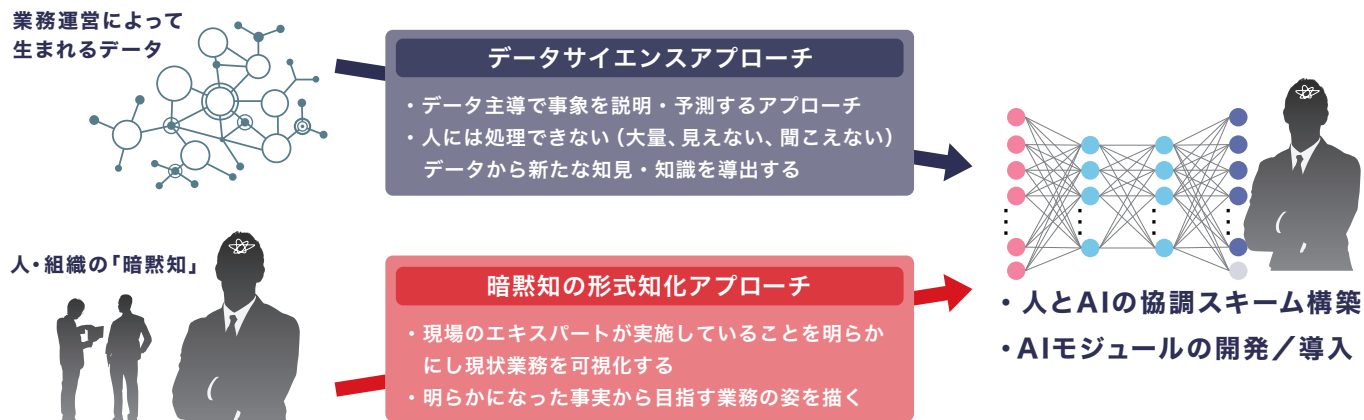 業務運営によって
生まれるデータ
データサイエンスアプローチ
・データ主導で事象を説明・予測するアプローチ
・人には処理できない（大量、見えない、聞こえない）
データから新たな知見・知識を導出する
人・組織の「暗黙知」
暗黙知の形式知化アプローチ
・現場のエキスパートが実施していることを明らか
にし現状業務を可視化する
・明らかになった事実から目指す業務の姿を描く
・人とAIの協調スキーム構築
・AIモジュールの開発／導入